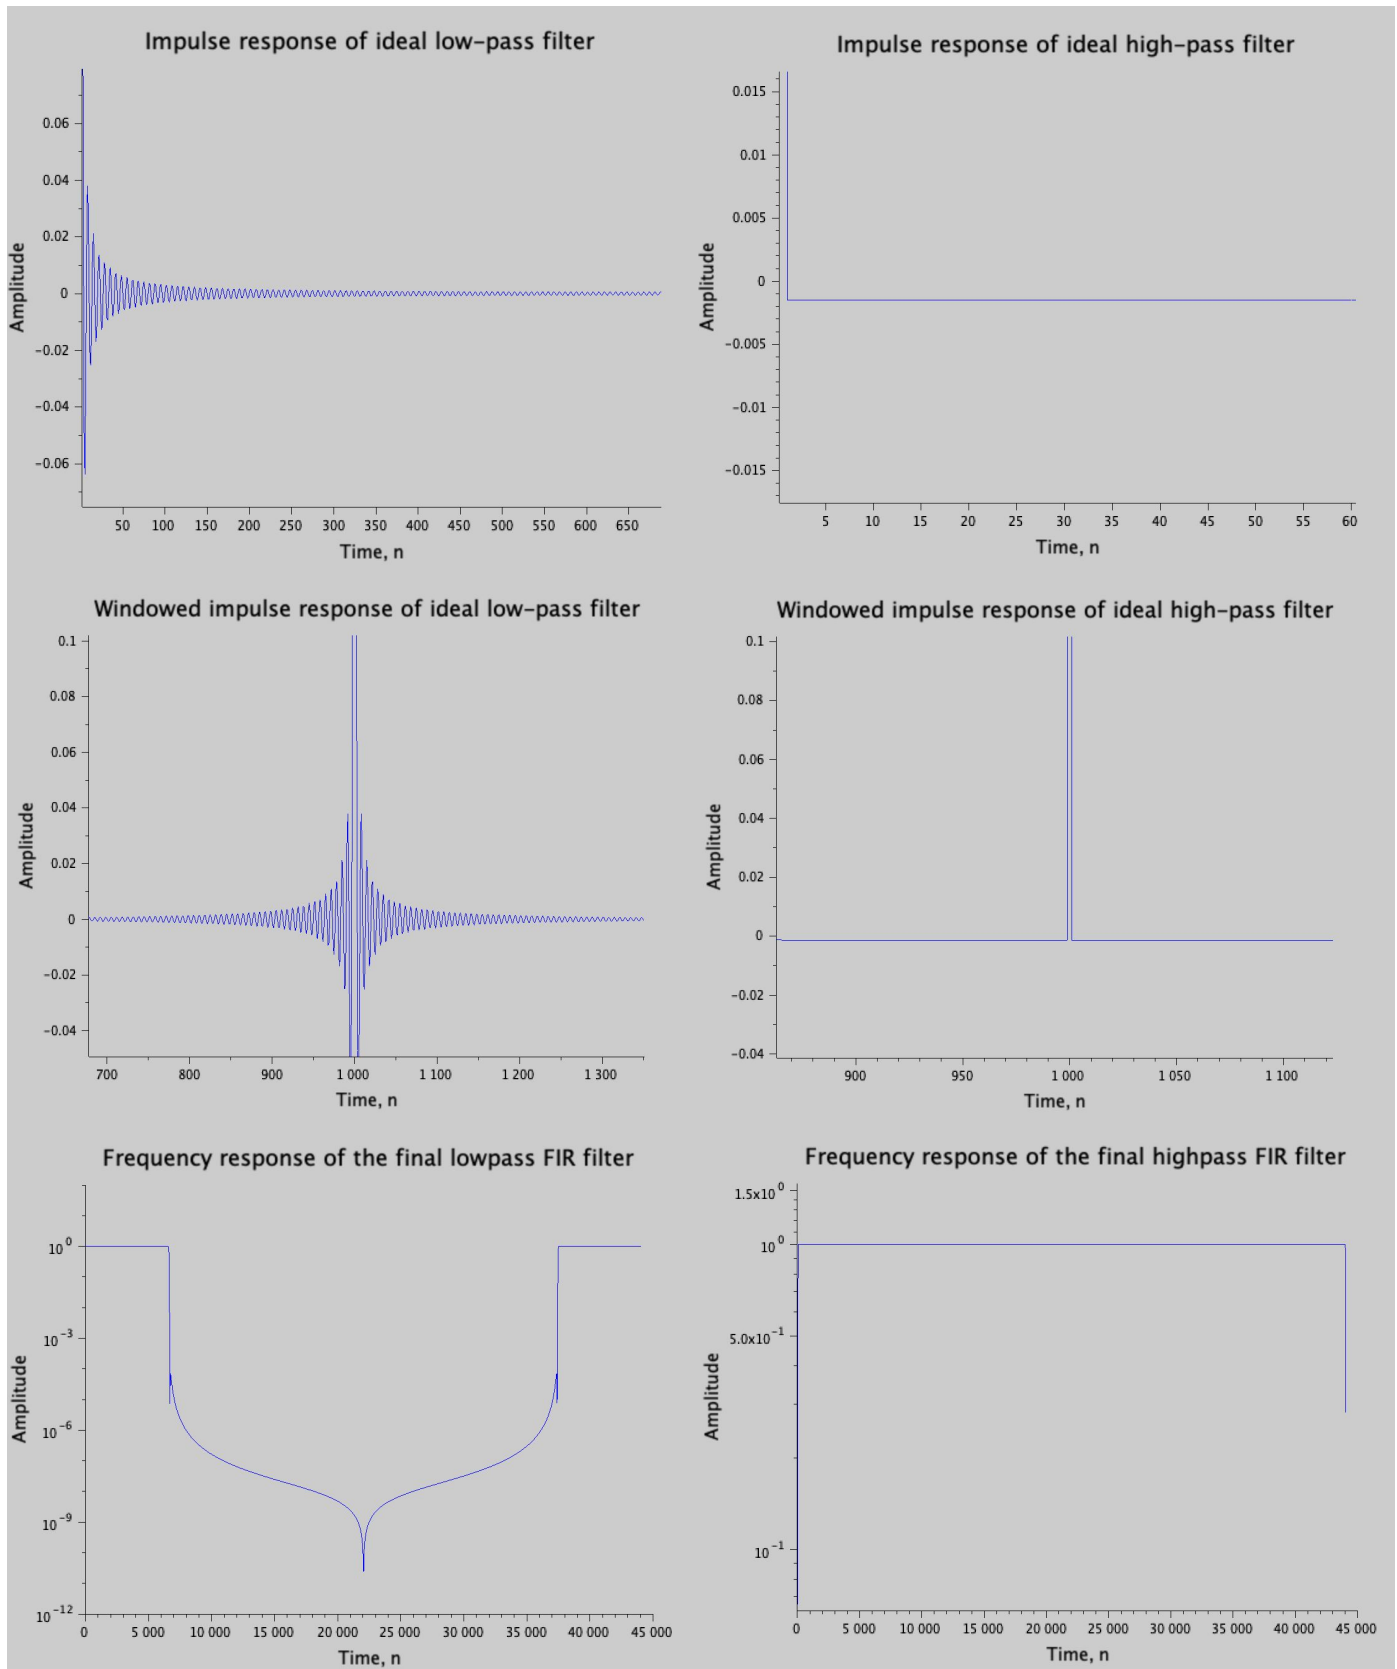 Impulse response of ideal low-pass filter
0.06
0.04
0.02
0
-0.02
-0.04
-0.06
Amplitude
50 100 150 200 250 300 350 400 450 500 550 600 650
Time, n
Impulse response of ideal high-pass filter
0.015
0.01
0.005
0
-0.005
-0.01
-0.015
Amplitude
5 10 15 20 25 30 35 40 45 50 55 60
Time, n
Windowed impulse response of ideal low-pass filter
0.1
0.08
0.06
0.04
0.02
0
-0.02
-0.04
Amplitude
700 800 900 1 000 1 100 1 200 1 300
Time, n
Windowed impulse response of ideal high-pass filter
0.1
0.08
0.06
0.04
0.02
0
-0.02
-0.04
Amplitude
900 950 1 000 1 050 1 100
Time, n
Frequency response of the final lowpass FIR filter
10^0
10^-3
10^-6
10^-9
10^-12
Amplitude
0 5 000 10 000 15 000 20 000 25 000 30 000 35 000 40 000 45 000
Time, n
Frequency response of the final highpass FIR filter
1.5x10^0
10^0
5.0x10^-1
10^-1
Amplitude
0 5 000 10 000 15 000 20 000 25 000 30 000 35 000 40 000 45 000
Time, n